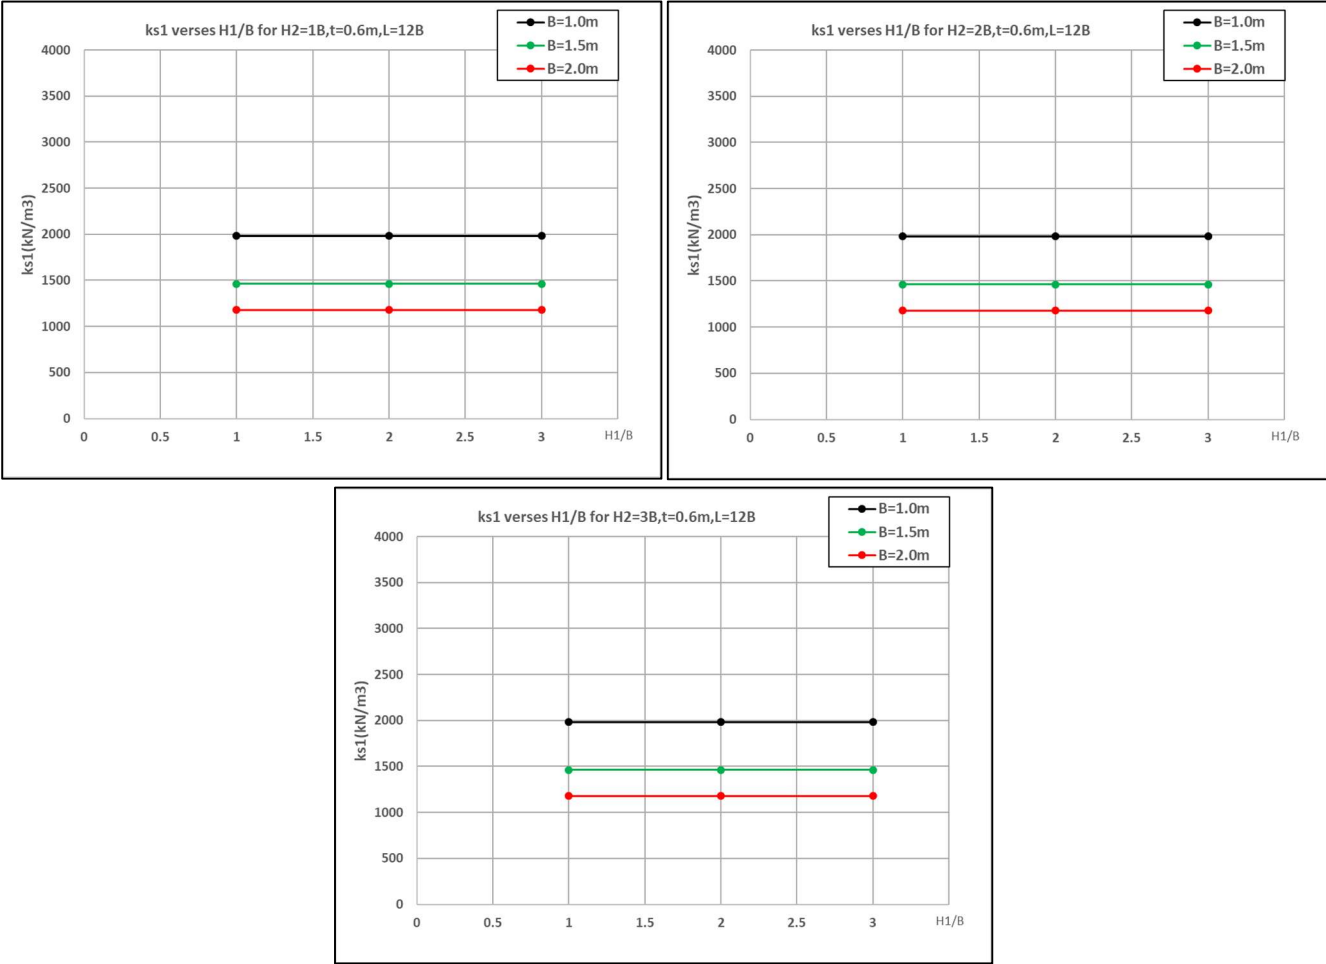 ks1 verses H1/B for H2=1B,t=0.6m,L=12B
B=1.0m
B=1.5m
B=2.0m
4000
3500
3000
2500
2000
1500
1000
500
0
ks1(kN/m3)
0 0.5 1 1.5 2 2.5 3 H1/B
ks1 verses H1/B for H2=2B,t=0.6m,L=12B
B=1.0m
B=1.5m
B=2.0m
4000
3500
3000
2500
2000
1500
1000
500
0
ks1(kN/m3)
0 0.5 1 1.5 2 2.5 3 H1/B
ks1 verses H1/B for H2=3B,t=0.6m,L=12B
B=1.0m
B=1.5m
B=2.0m
4000
3500
3000
2500
2000
1500
1000
500
0
ks1(kN/m3)
0 0.5 1 1.5 2 2.5 3 H1/B